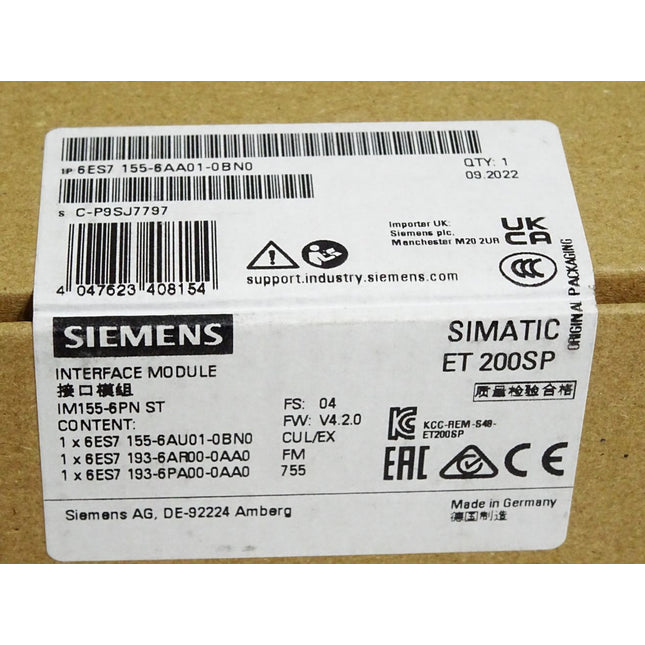 1P 6ES7 155-6AA01-0BN0
QTY: 1
09.2022
S C-P9SJ7797
Importer UK:
Siemens plc.
Manchester M20 2UR
UK
CA
CCC
support.industry.siemens.com
4 047623 408154
ORIGINAL PACKAGING
SIEMENS
SIMATIC
ET 200SP
INTERFACE MODULE
接口模组
质量检验合格
IM155-6PN ST
FS: 04
CONTENT:
FW: V4.2.0
1 x 6ES7 155-6AU01-0BN0
CUL/EX
1 x 6ES7 193-6AR00-0AA0
FM
1 x 6ES7 193-6PA00-0AA0
755
KCC-REM-S49-
ET200SP
EAC
CE
Siemens AG, DE-92224 Amberg
Made in Germany
德国制造